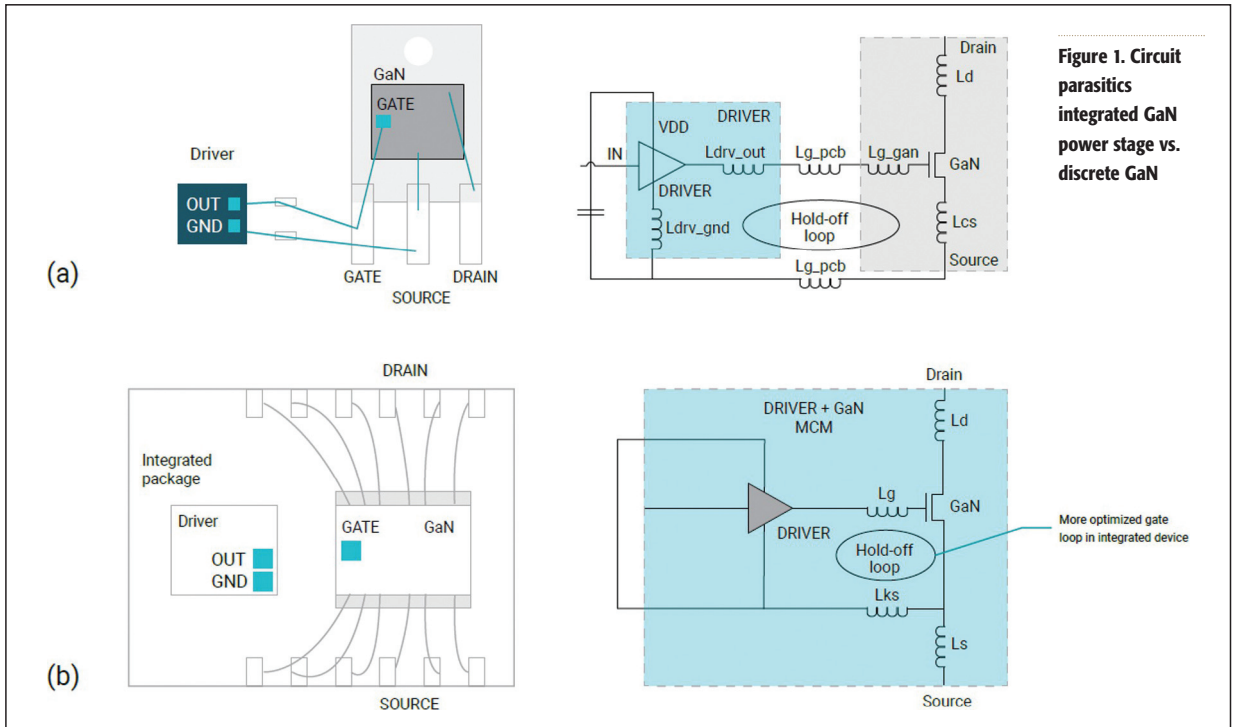 Figure 1. Circuit
parasitics
integrated GaN
power stage vs.
discrete GaN
GaN
GATE
Driver
OUT
GND
GATE
SOURCE
DRAIN
(a)
Drain
Ld
DRIVER
VDD
IN
Ldrv_out
Lg_pcb
Lg_gan
GaN
DRIVER
Ldrv_gnd
Hold-off
loop
Lcs
Lg_pcb
Source
DRAIN
Integrated
package
Driver
OUT
GND
GATE
GaN
SOURCE
(b)
Drain
DRIVER + GaN
MCM
Ld
Lg
GaN
DRIVER
Hold-off
loop
More optimized gate
loop in integrated device
Lks
Ls
Source